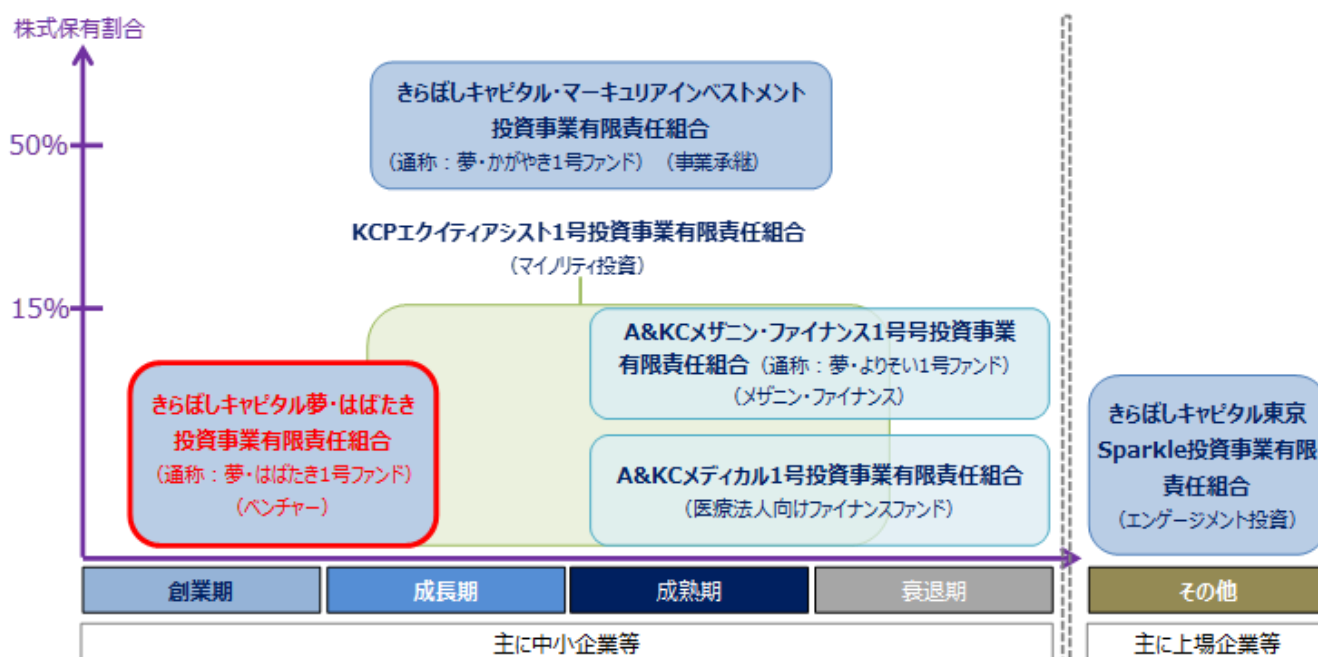 株式保有割合
50%
15%
きらぼしキャピタル・マーキュリアインベストメント
投資事業有限責任組合
（通称：夢・かがやき1号ファンド）（事業承継）
KCPエクイティアシスト1号投資事業有限責任組合
（マイノリティ投資）
A&KCメザニン・ファイナンス1号号投資事業
有限責任組合（通称：夢・よりそい1号ファンド）
（メザニン・ファイナンス）
きらぼしキャピタル夢・はばたき
投資事業有限責任組合
（通称：夢・はばたき1号ファンド）
（ベンチャー）
A&KCメディカル1号投資事業有限責任組合
（医療法人向けファイナンスファンド）
きらぼしキャピタル東京
Sparkle投資事業有限
責任組合
（エンゲージメント投資）
創業期
成長期
成熟期
衰退期
その他
主に中小企業等
主に上場企業等